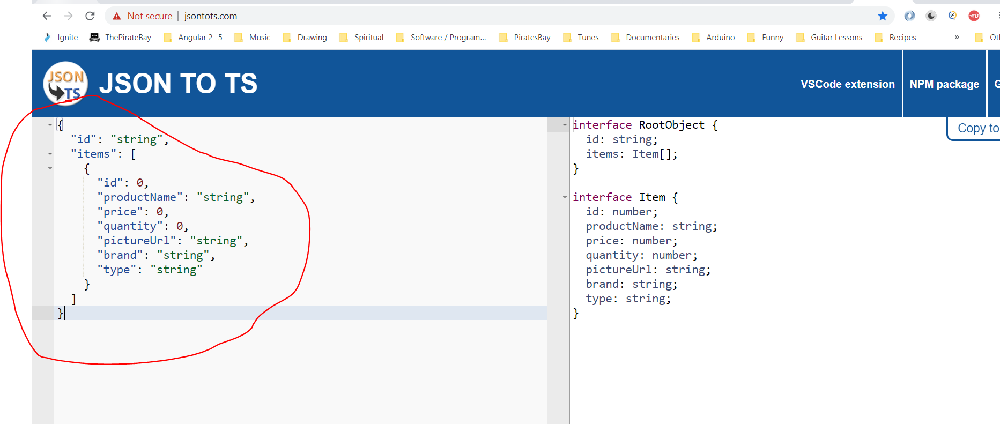 Not secure | jsontots.com
Ignite ThePirateBay Angular 2 -5 Music Drawing Spiritual Software / Program... PiratesBay Tunes Documentaries Arduino Funny Guitar Lessons Recipes »
JSON TS JSON TO TS VSCode extension NPM package
{
"id": "string",
"items": [
{
"id": 0,
"productName": "string",
"price": 0,
"quantity": 0,
"pictureUrl": "string",
"brand": "string",
"type": "string"
}
]
}
Copy to
interface RootObject {
id: string;
items: Item[];
}
interface Item {
id: number;
productName: string;
price: number;
quantity: number;
pictureUrl: string;
brand: string;
type: string;
}